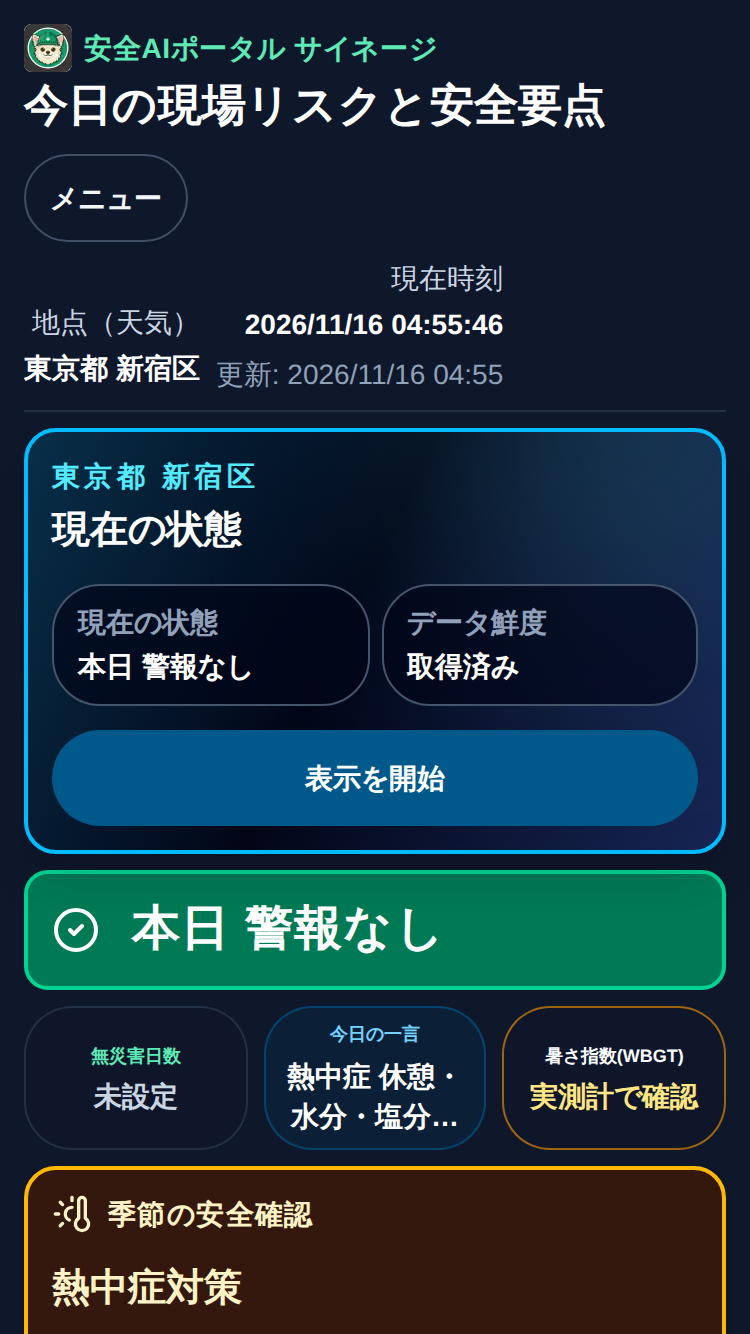 安全AIポータル サイネージ
今日の現場リスクと安全要点
メニュー
地点（天気）
東京都 新宿区
現在時刻
2026/11/16 04:55:46
更新: 2026/11/16 04:55
東京都 新宿区
現在の状態
現在の状態
本日 警報なし
データ鮮度
取得済み
表示を開始
本日 警報なし
無災害日数
未設定
今日の一言
熱中症 休憩・
水分・塩分…
暑さ指数(WBGT)
実測計で確認
季節の安全確認
熱中症対策